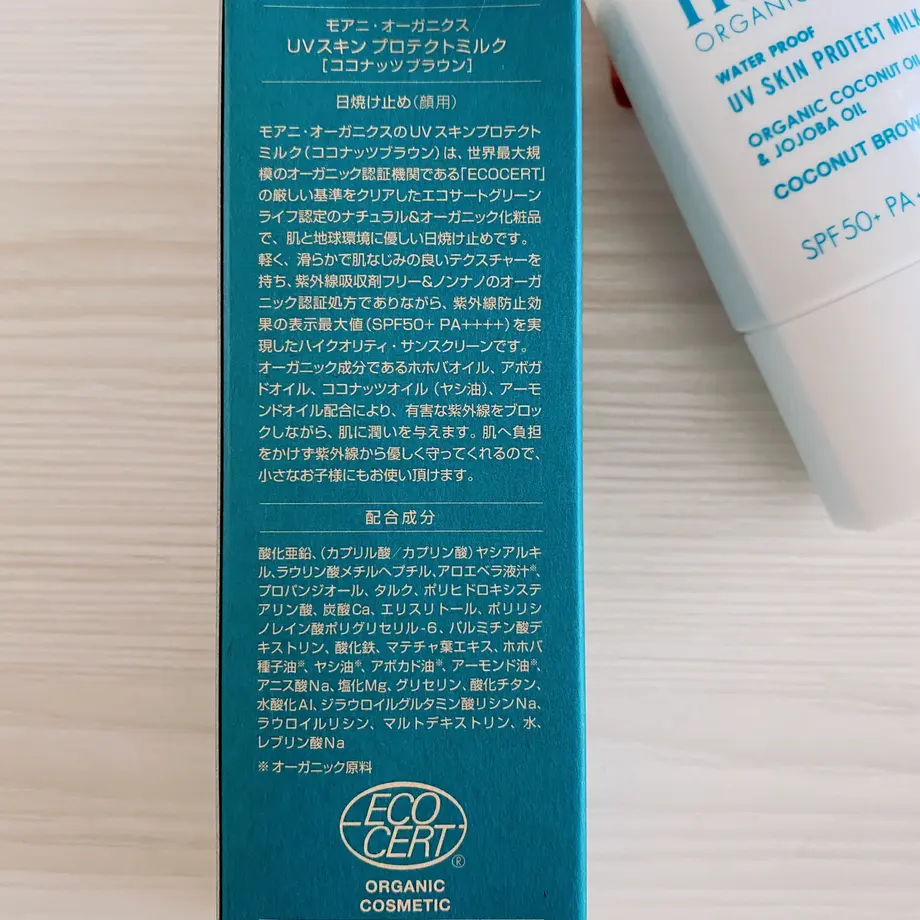 モアニ・オーガニクス
UVスキン プロテクトミルク
[ココナッツブラウン]
日焼け止め(顔用)
モアニ・オーガニクスのUVスキンプロテクト
ミルク(ココナッツブラウン)は、世界最大規
模のオーガニック認証機関である「ECOCERT」
の厳しい基準をクリアしたエコサートグリーン
ライフ認定のナチュラル&オーガニック化粧品
で、肌と地球環境に優しい日焼け止めです。
軽く、滑らかで肌なじみの良いテクスチャーを
持ち、紫外線吸収剤フリー&ノンナノのオーガ
ニック認証処方でありながら、紫外線防止効
果の表示最大値(SPF50+ PA++++)を実
現したハイクオリティ・サンスクリーンです。
オーガニック成分であるホホバオイル、アボガ
ドオイル、ココナッツオイル(ヤシ油)、アーモ
ンドオイル配合により、有害な紫外線をブロッ
クしながら、肌に潤いを与えます。肌へ負担
をかけず紫外線から優しく守ってくれるので、
小さなお子様にもお使い頂けます。
配合成分
酸化亜鉛、(カプリル酸/カプリン酸)ヤシアルキ
ル、ラウリン酸メチルヘプチル、アロエベラ液汁※、
プロパンジオール、タルク、ポリヒドロキシステ
アリン酸、炭酸Ca、エリスリトール、ポリリシ
ノレイン酸ポリグリセリル-6、パルミチン酸デ
キストリン、酸化鉄、マテチャ葉エキス、ホホバ
種子油※、ヤシ油※、アボカド油※、アーモンド油※、
アニス酸Na、塩化Mg、グリセリン、酸化チタン、
水酸化Al、ジラウロイルグルタミン酸リシンNa、
ラウロイルリシン、マルトデキストリン、水、
レブリン酸Na
※オーガニック原料
ECO
CERT®
ORGANIC
COSMETIC
ORGANIC
WATER PROOF
UV SKIN PROTECT MILK
ORGANIC COCONUT OIL
& JOJOBA OIL
COCONUT BROW
SPF50+ PA+